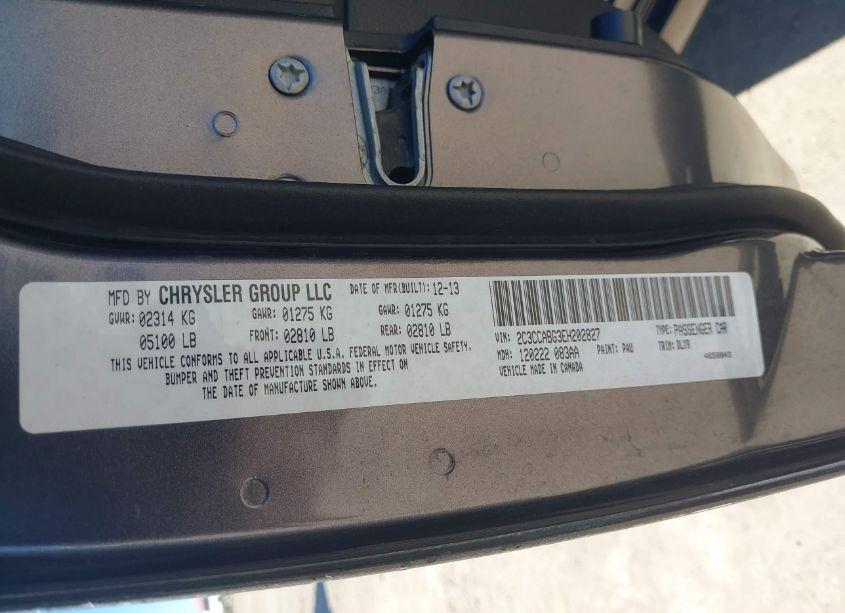 MFD BY CHRYSLER GROUP LLC DATE OF MFR(BUILT): 12-13
GVWR: 02314 KG GAWR: 01275 KG GAWR: 01275 KG
05100 LB FRONT: 02810 LB REAR: 02810 LB
THIS VEHICLE CONFORMS TO ALL APPLICABLE U.S.A. FEDERAL MOTOR VEHICLE SAFETY,
BUMPER AND THEFT PREVENTION STANDARDS IN EFFECT ON
THE DATE OF MANUFACTURE SHOWN ABOVE.
VIN: 2C3CCABG3EH202827 TYPE: PASSENGER CAR
MDH: 120222 083AA PAINT: PAU TRIM: DLX9
VEHICLE MADE IN CANADA